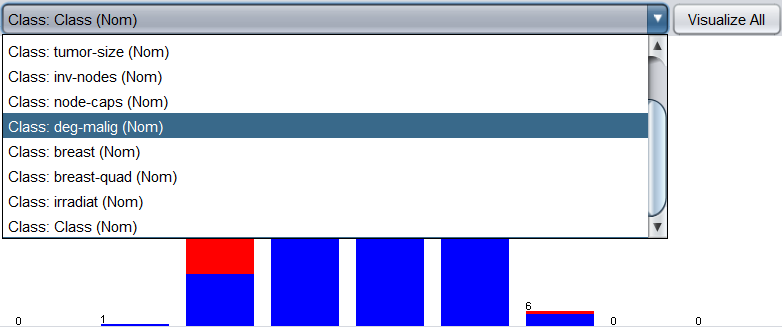 Class: Class (Nom)
Visualize All
Class: tumor-size (Nom)
Class: inv-nodes (Nom)
Class: node-caps (Nom)
Class: deg-malig (Nom)
Class: breast (Nom)
Class: breast-quad (Nom)
Class: irradiat (Nom)
Class: Class (Nom)
6
0 1 0 0